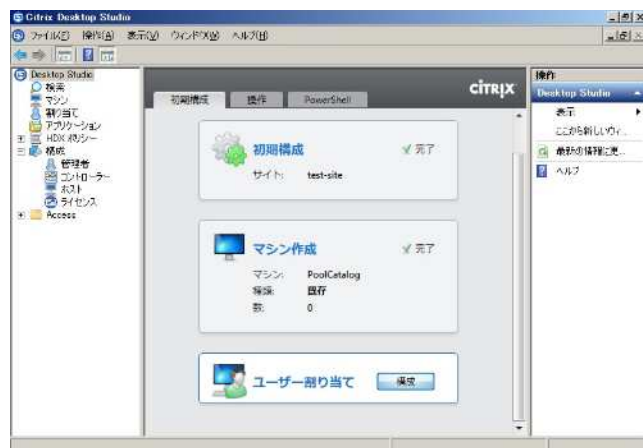 Citrix Desktop Studio
ファイル(F) 操作(A) 表示(V) ウィンドウ(W) ヘルプ(H)
Desktop Studio
検索
マシン
割り当て
アプリケーション
HDX ポリシー
構成
管理者
コントローラー
ホスト
ライセンス
Access
初期構成 操作 PowerShell
CITRIX
初期構成 完了
サイト: test-site
マシン作成 完了
マシン: PoolCatalog
種類: 既存
数: 0
ユーザー割り当て 構成
操作
Desktop Studio
表示
ここから新しいウィ...
最新の情報に更...
ヘルプ